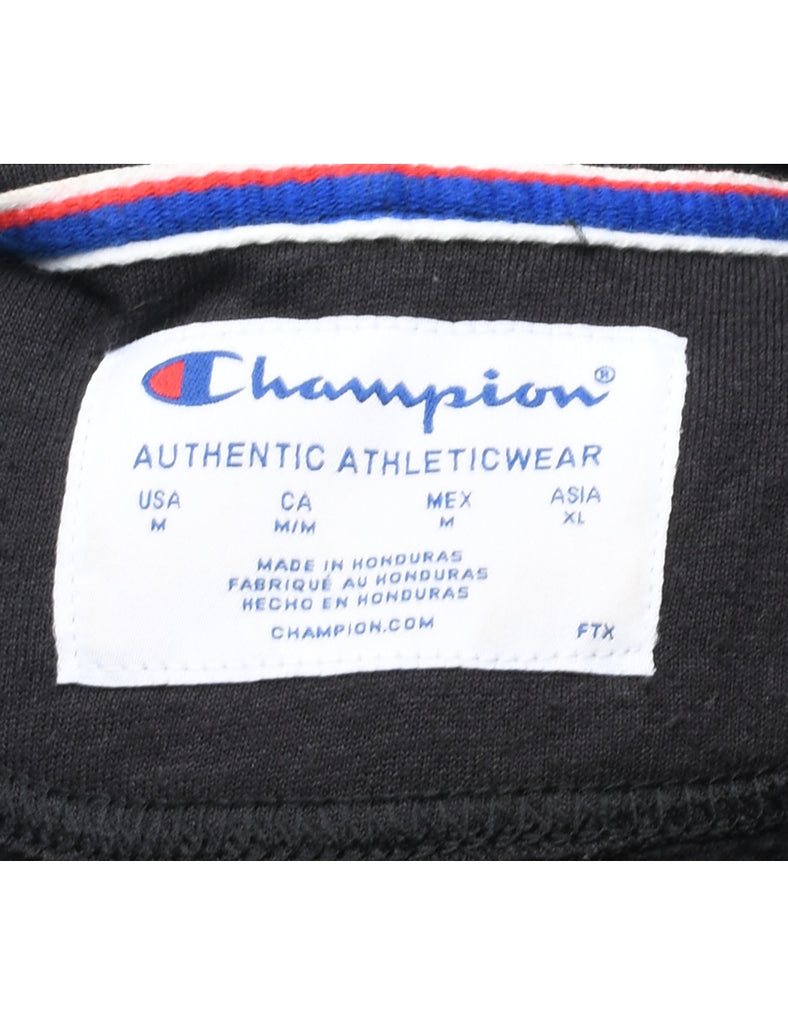 Champion®
AUTHENTIC ATHLETICWEAR
USA CA MEX ASIA
M M/M M XL
MADE IN HONDURAS
FABRIQUÉ AU HONDURAS
HECHO EN HONDURAS
CHAMPION.COM
FTX